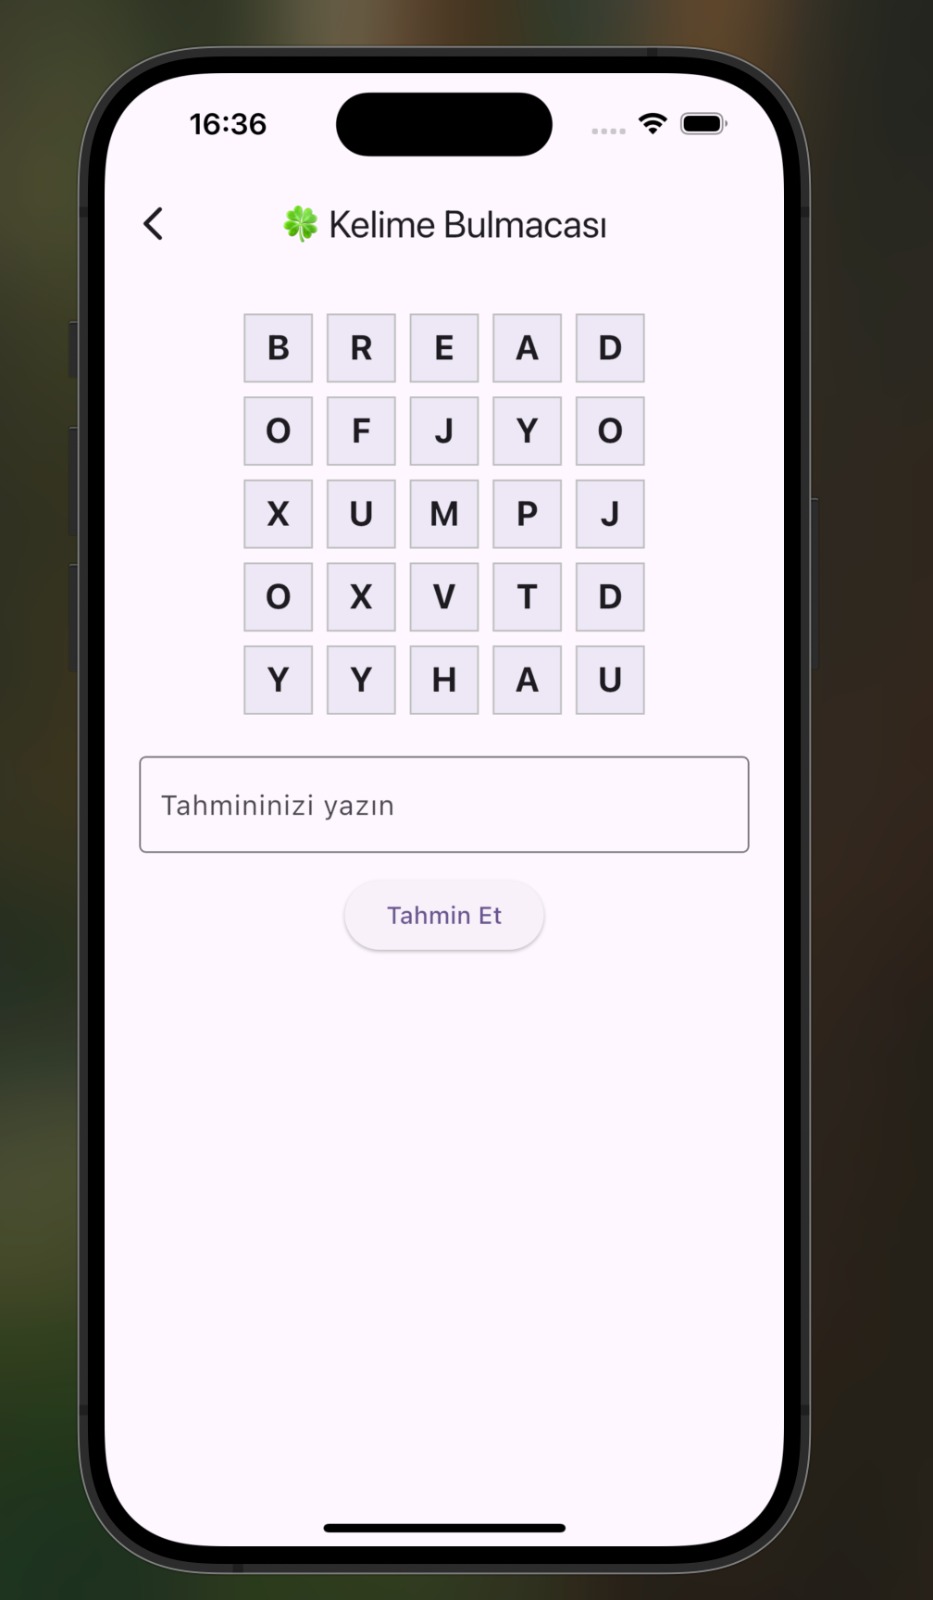 16:36
🍀 Kelime Bulmacası
B R E A D
O F J Y O
X U M P J
O X V T D
Y Y H A U
Tahmininizi yazın
Tahmin Et